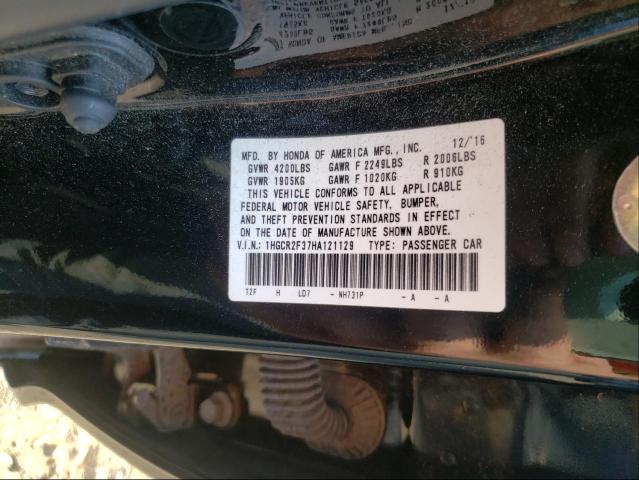 MFD. BY HONDA OF AMERICA MFG., INC. 12/'16
GVWR 4200LBS GAWR F 2249LBS R 2006LBS
GVWR 1905KG GAWR F 1020KG R 910KG
THIS VEHICLE CONFORMS TO ALL APPLICABLE
FEDERAL MOTOR VEHICLE SAFETY, BUMPER,
AND THEFT PREVENTION STANDARDS IN EFFECT
ON THE DATE OF MANUFACTURE SHOWN ABOVE.
V.I.N.: 1HGCR2F37HA121129 TYPE: PASSENGER CAR
T2F H LD7 - NH731P - A - A